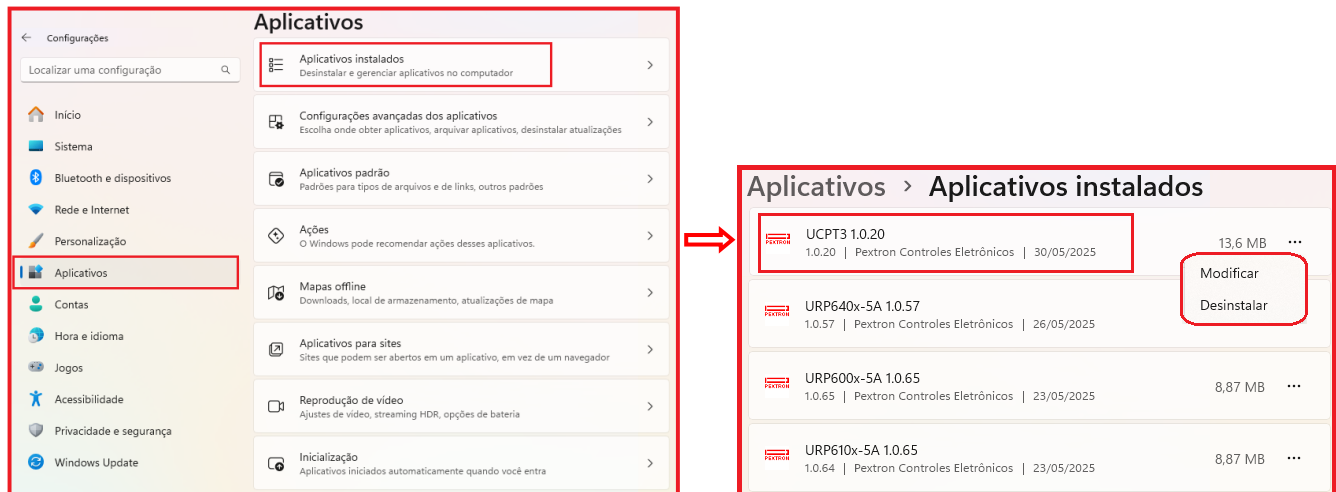 Configurações
Localizar uma configuração
Início
Sistema
Bluetooth e dispositivos
Rede e Internet
Personalização
Aplicativos
Contas
Hora e idioma
Jogos
Acessibilidade
Privacidade e segurança
Windows Update
Aplicativos
Aplicativos instalados
Desinstalar e gerenciar aplicativos no computador
Configurações avançadas dos aplicativos
Escolha onde obter aplicativos, arquivar aplicativos, desinstalar atualizações
Aplicativos padrão
Padrões para tipos de arquivos e de links, outros padrões
Ações
O Windows pode recomendar ações desses aplicativos.
Mapas offline
Downloads, local de armazenamento, atualizações de mapa
Aplicativos para sites
Sites que podem ser abertos em um aplicativo, em vez de um navegador
Reprodução de vídeo
Ajustes de vídeo, streaming HDR, opções de bateria
Inicialização
Aplicativos iniciados automaticamente quando você entra
Aplicativos > Aplicativos instalados
PEXTRON
UCPT3 1.0.20
1.0.20 | Pextron Controles Eletrônicos | 30/05/2025
13,6 MB ...
Modificar
Desinstalar
PEXTRON
URP640x-5A 1.0.57
1.0.57 | Pextron Controles Eletrônicos | 26/05/2025
PEXTRON
URP600x-5A 1.0.65
1.0.65 | Pextron Controles Eletrônicos | 23/05/2025
8,87 MB ...
PEXTRON
URP610x-5A 1.0.65
1.0.64 | Pextron Controles Eletrônicos | 23/05/2025
8,87 MB ...